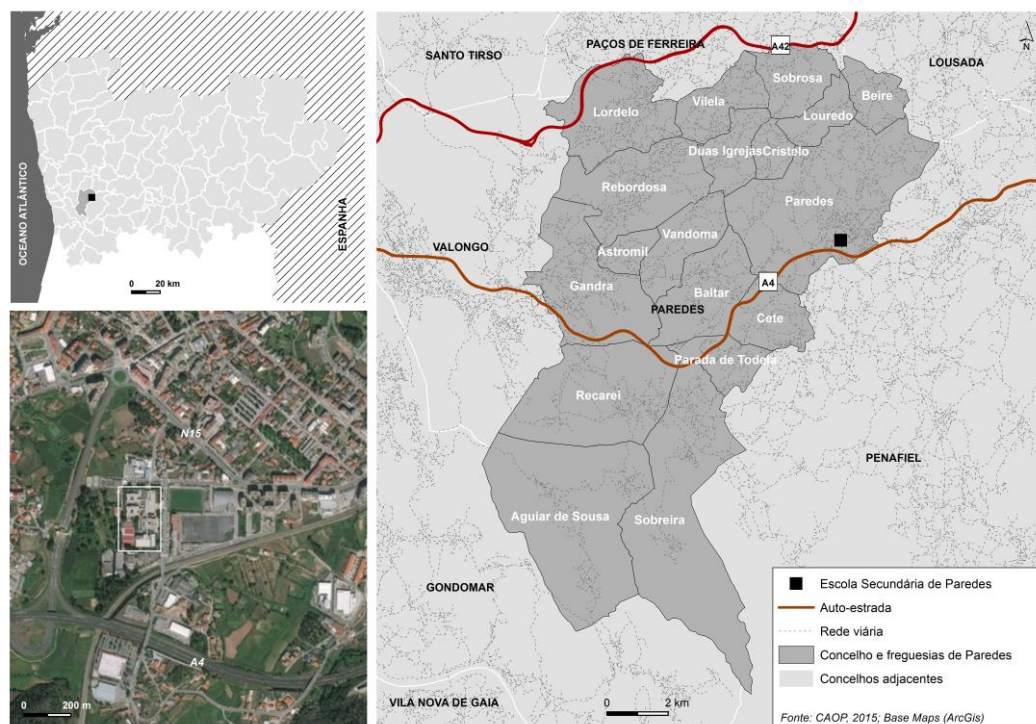 OCEANO ATLÂNTICO
ESPANHA
0 20 km
N15
A4
0 200 m
N
SANTO TIRSO
PAÇOS DE FERREIRA
A42
LOUSADA
Sobrosa
Beire
Lordelo
Vilela
Louredo
Duas Igrejas
Cristelo
Rebordosa
Paredes
VALONGO
Vandoma
Astromil
A4
Gandra
Baltar
PAREDES
Cete
Parada de Todeia
Recarei
PENAFIEL
Aguiar de Sousa
Sobreira
GONDOMAR
VILA NOVA DE GAIA
0 2 km
Escola Secundária de Paredes
Auto-estrada
Rede viária
Concelho e freguesias de Paredes
Concelhos adjacentes
Fonte: CAOP, 2015; Base Maps (ArcGis)